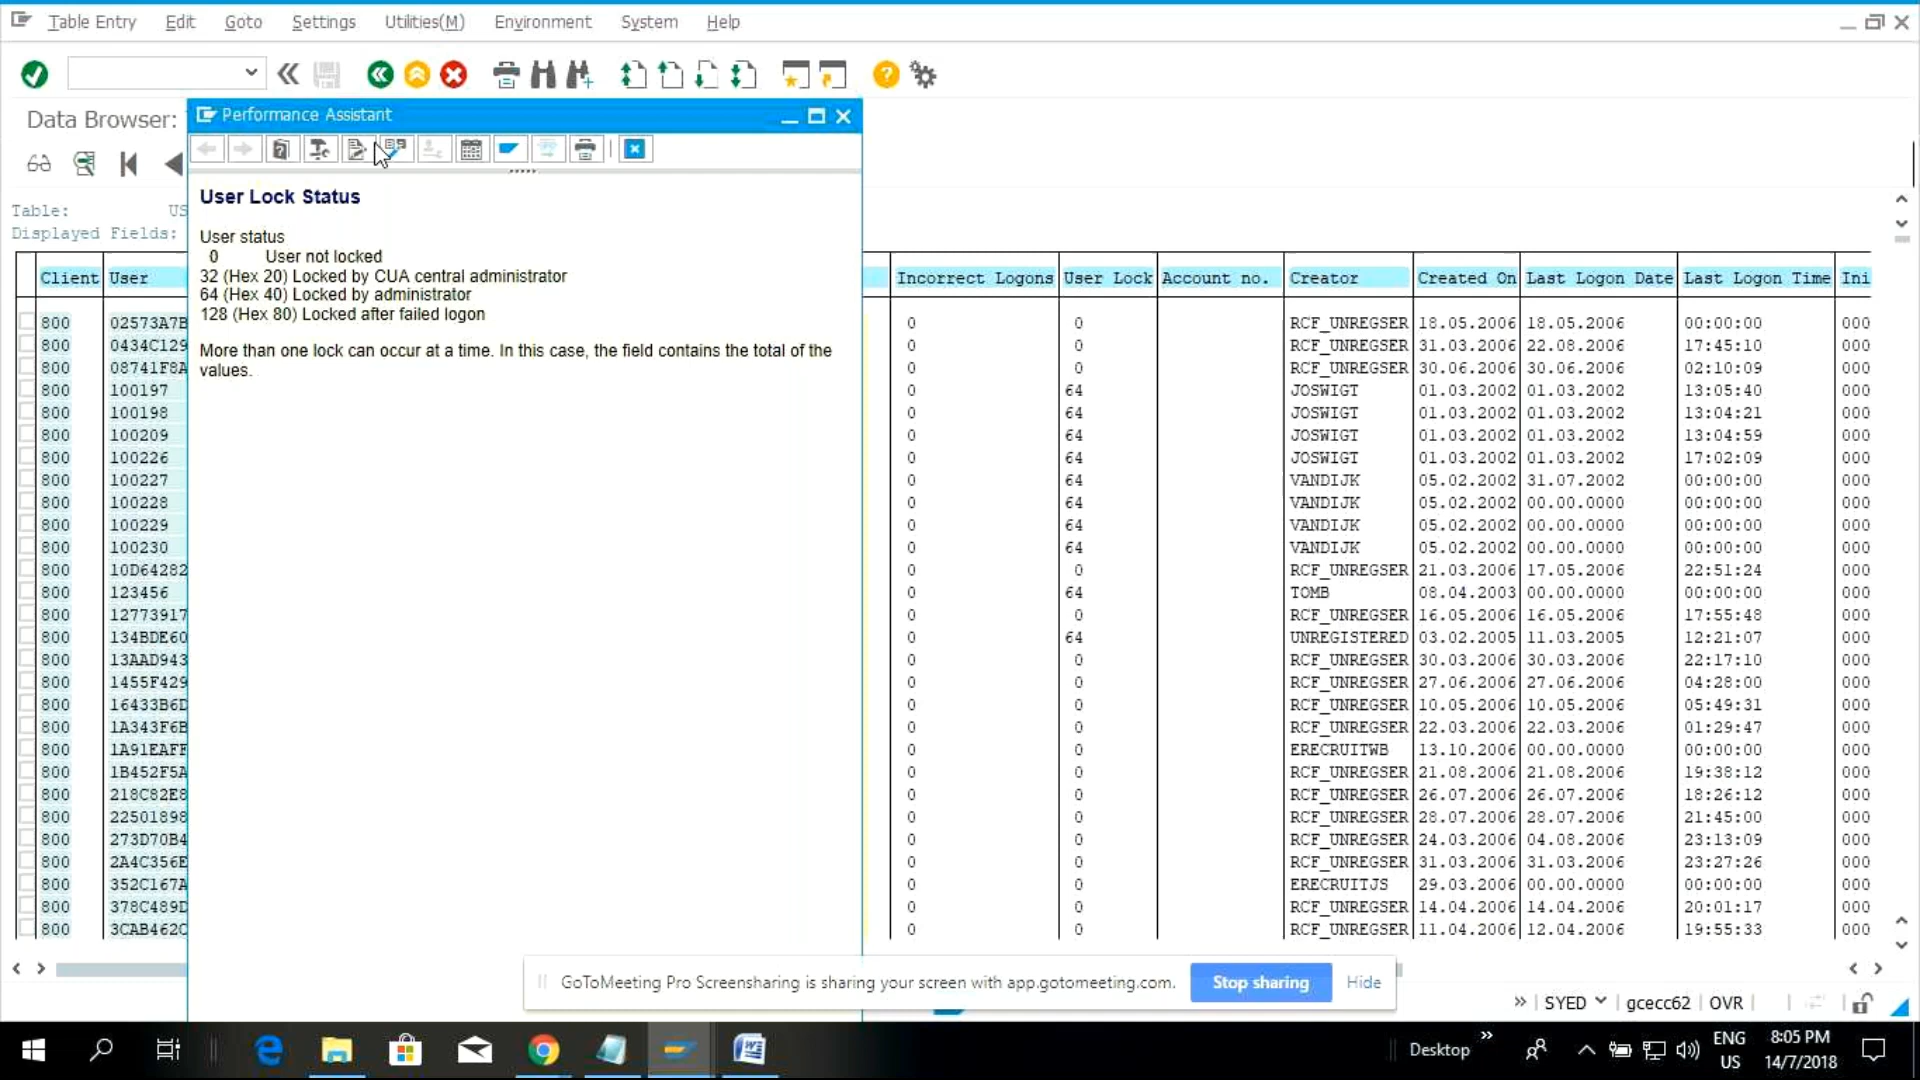 Table Entry Edit Goto Settings Utilities(M) Environment System Help
Data Browser:
Performance Assistant
User Lock Status
User status
0 User not locked
32 (Hex 20) Locked by CUA central administrator
64 (Hex 40) Locked by administrator
128 (Hex 80) Locked after failed logon
More than one lock can occur at a time. In this case, the field contains the total of the
values.
Table: US
Displayed Fields:
Client User Incorrect Logons User Lock Account no. Creator Created On Last Logon Date Last Logon Time Ini
800 02573A7B 0 0 RCF_UNREGSER 18.05.2006 18.05.2006 00:00:00 000
800 0434C129 0 0 RCF_UNREGSER 31.03.2006 22.08.2006 17:45:10 000
800 08741F8A 0 0 RCF_UNREGSER 30.06.2006 30.06.2006 02:10:09 000
800 100197 0 64 JOSWIGT 01.03.2002 01.03.2002 13:05:40 000
800 100198 0 64 JOSWIGT 01.03.2002 01.03.2002 13:04:21 000
800 100209 0 64 JOSWIGT 01.03.2002 01.03.2002 13:04:59 000
800 100226 0 64 JOSWIGT 01.03.2002 01.03.2002 17:02:09 000
800 100227 0 64 VANDIJK 05.02.2002 31.07.2002 00:00:00 000
800 100228 0 64 VANDIJK 05.02.2002 00.00.0000 00:00:00 000
800 100229 0 64 VANDIJK 05.02.2002 00.00.0000 00:00:00 000
800 100230 0 64 VANDIJK 05.02.2002 00.00.0000 00:00:00 000
800 10D64282 0 0 RCF_UNREGSER 21.03.2006 17.05.2006 22:51:24 000
800 123456 0 64 TOMB 08.04.2003 00.00.0000 00:00:00 000
800 12773917 0 0 RCF_UNREGSER 16.05.2006 16.05.2006 17:55:48 000
800 134BDE60 0 64 UNREGISTERED 03.02.2005 11.03.2005 12:21:07 000
800 13AAD943 0 0 RCF_UNREGSER 30.03.2006 30.03.2006 22:17:10 000
800 1455F429 0 0 RCF_UNREGSER 27.06.2006 27.06.2006 04:28:00 000
800 16433B6D 0 0 RCF_UNREGSER 10.05.2006 10.05.2006 05:49:31 000
800 1A343F6B 0 0 RCF_UNREGSER 22.03.2006 22.03.2006 01:29:47 000
800 1A91EAFF 0 0 ERECRUITWB 13.10.2006 00.00.0000 00:00:00 000
800 1B452F5A 0 0 RCF_UNREGSER 21.08.2006 21.08.2006 19:38:12 000
800 218C82E8 0 0 RCF_UNREGSER 26.07.2006 26.07.2006 18:26:12 000
800 22501898 0 0 RCF_UNREGSER 28.07.2006 28.07.2006 21:45:00 000
800 273D70B4 0 0 RCF_UNREGSER 24.03.2006 04.08.2006 23:13:09 000
800 2A4C356E 0 0 RCF_UNREGSER 31.03.2006 31.03.2006 23:27:26 000
800 352C167A 0 0 ERECRUITJS 29.03.2006 00.00.0000 00:00:00 000
800 378C489D 0 0 RCF_UNREGSER 14.04.2006 14.04.2006 20:01:17 000
800 3CAB462C 0 0 RCF_UNREGSER 11.04.2006 12.04.2006 19:55:33 000
GoToMeeting Pro Screensharing is sharing your screen with app.gotomeeting.com. Stop sharing Hide
SYED gcecc62 OVR
Desktop ENG US 8:05 PM 14/7/2018